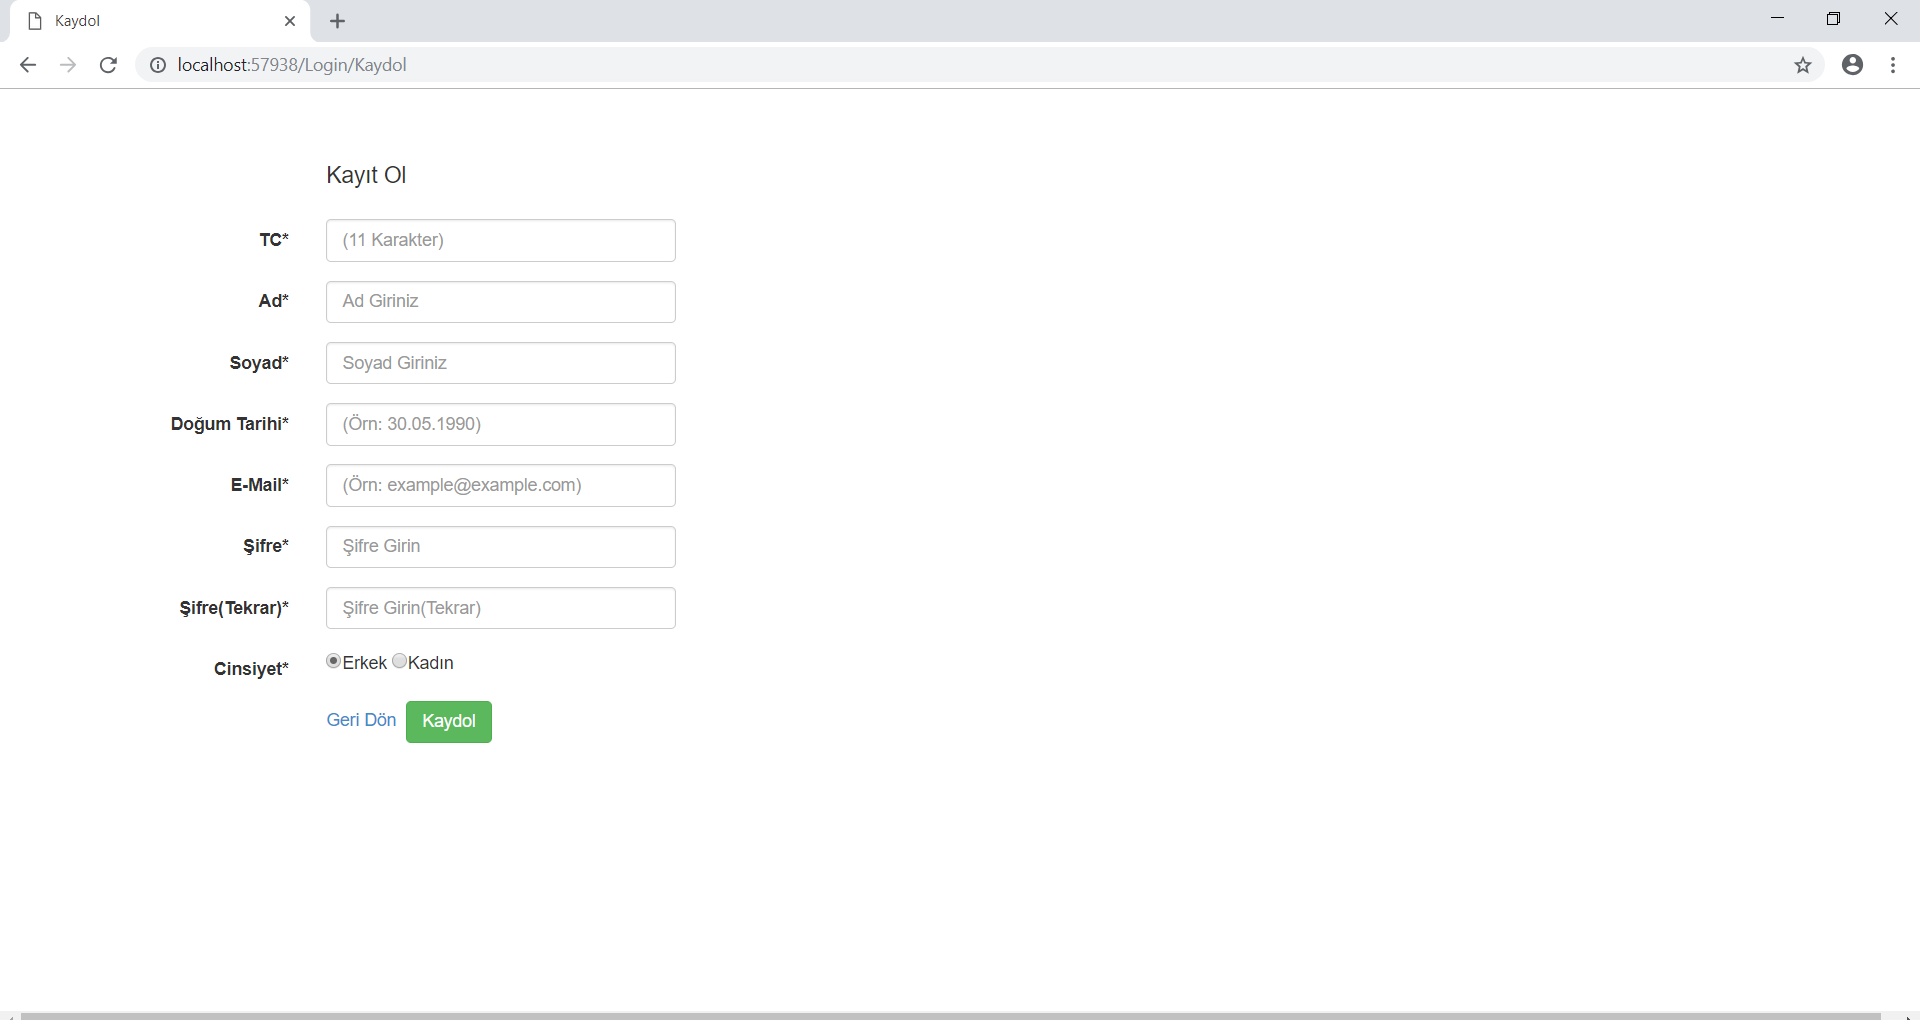 Kaydol
localhost:57938/Login/Kaydol
Kayıt Ol
TC* (11 Karakter)
Ad* Ad Giriniz
Soyad* Soyad Giriniz
Doğum Tarihi* (Örn: 30.05.1990)
E-Mail* (Örn: example@example.com)
Şifre* Şifre Girin
Şifre(Tekrar)* Şifre Girin(Tekrar)
Cinsiyet* Erkek Kadın
Geri Dön Kaydol